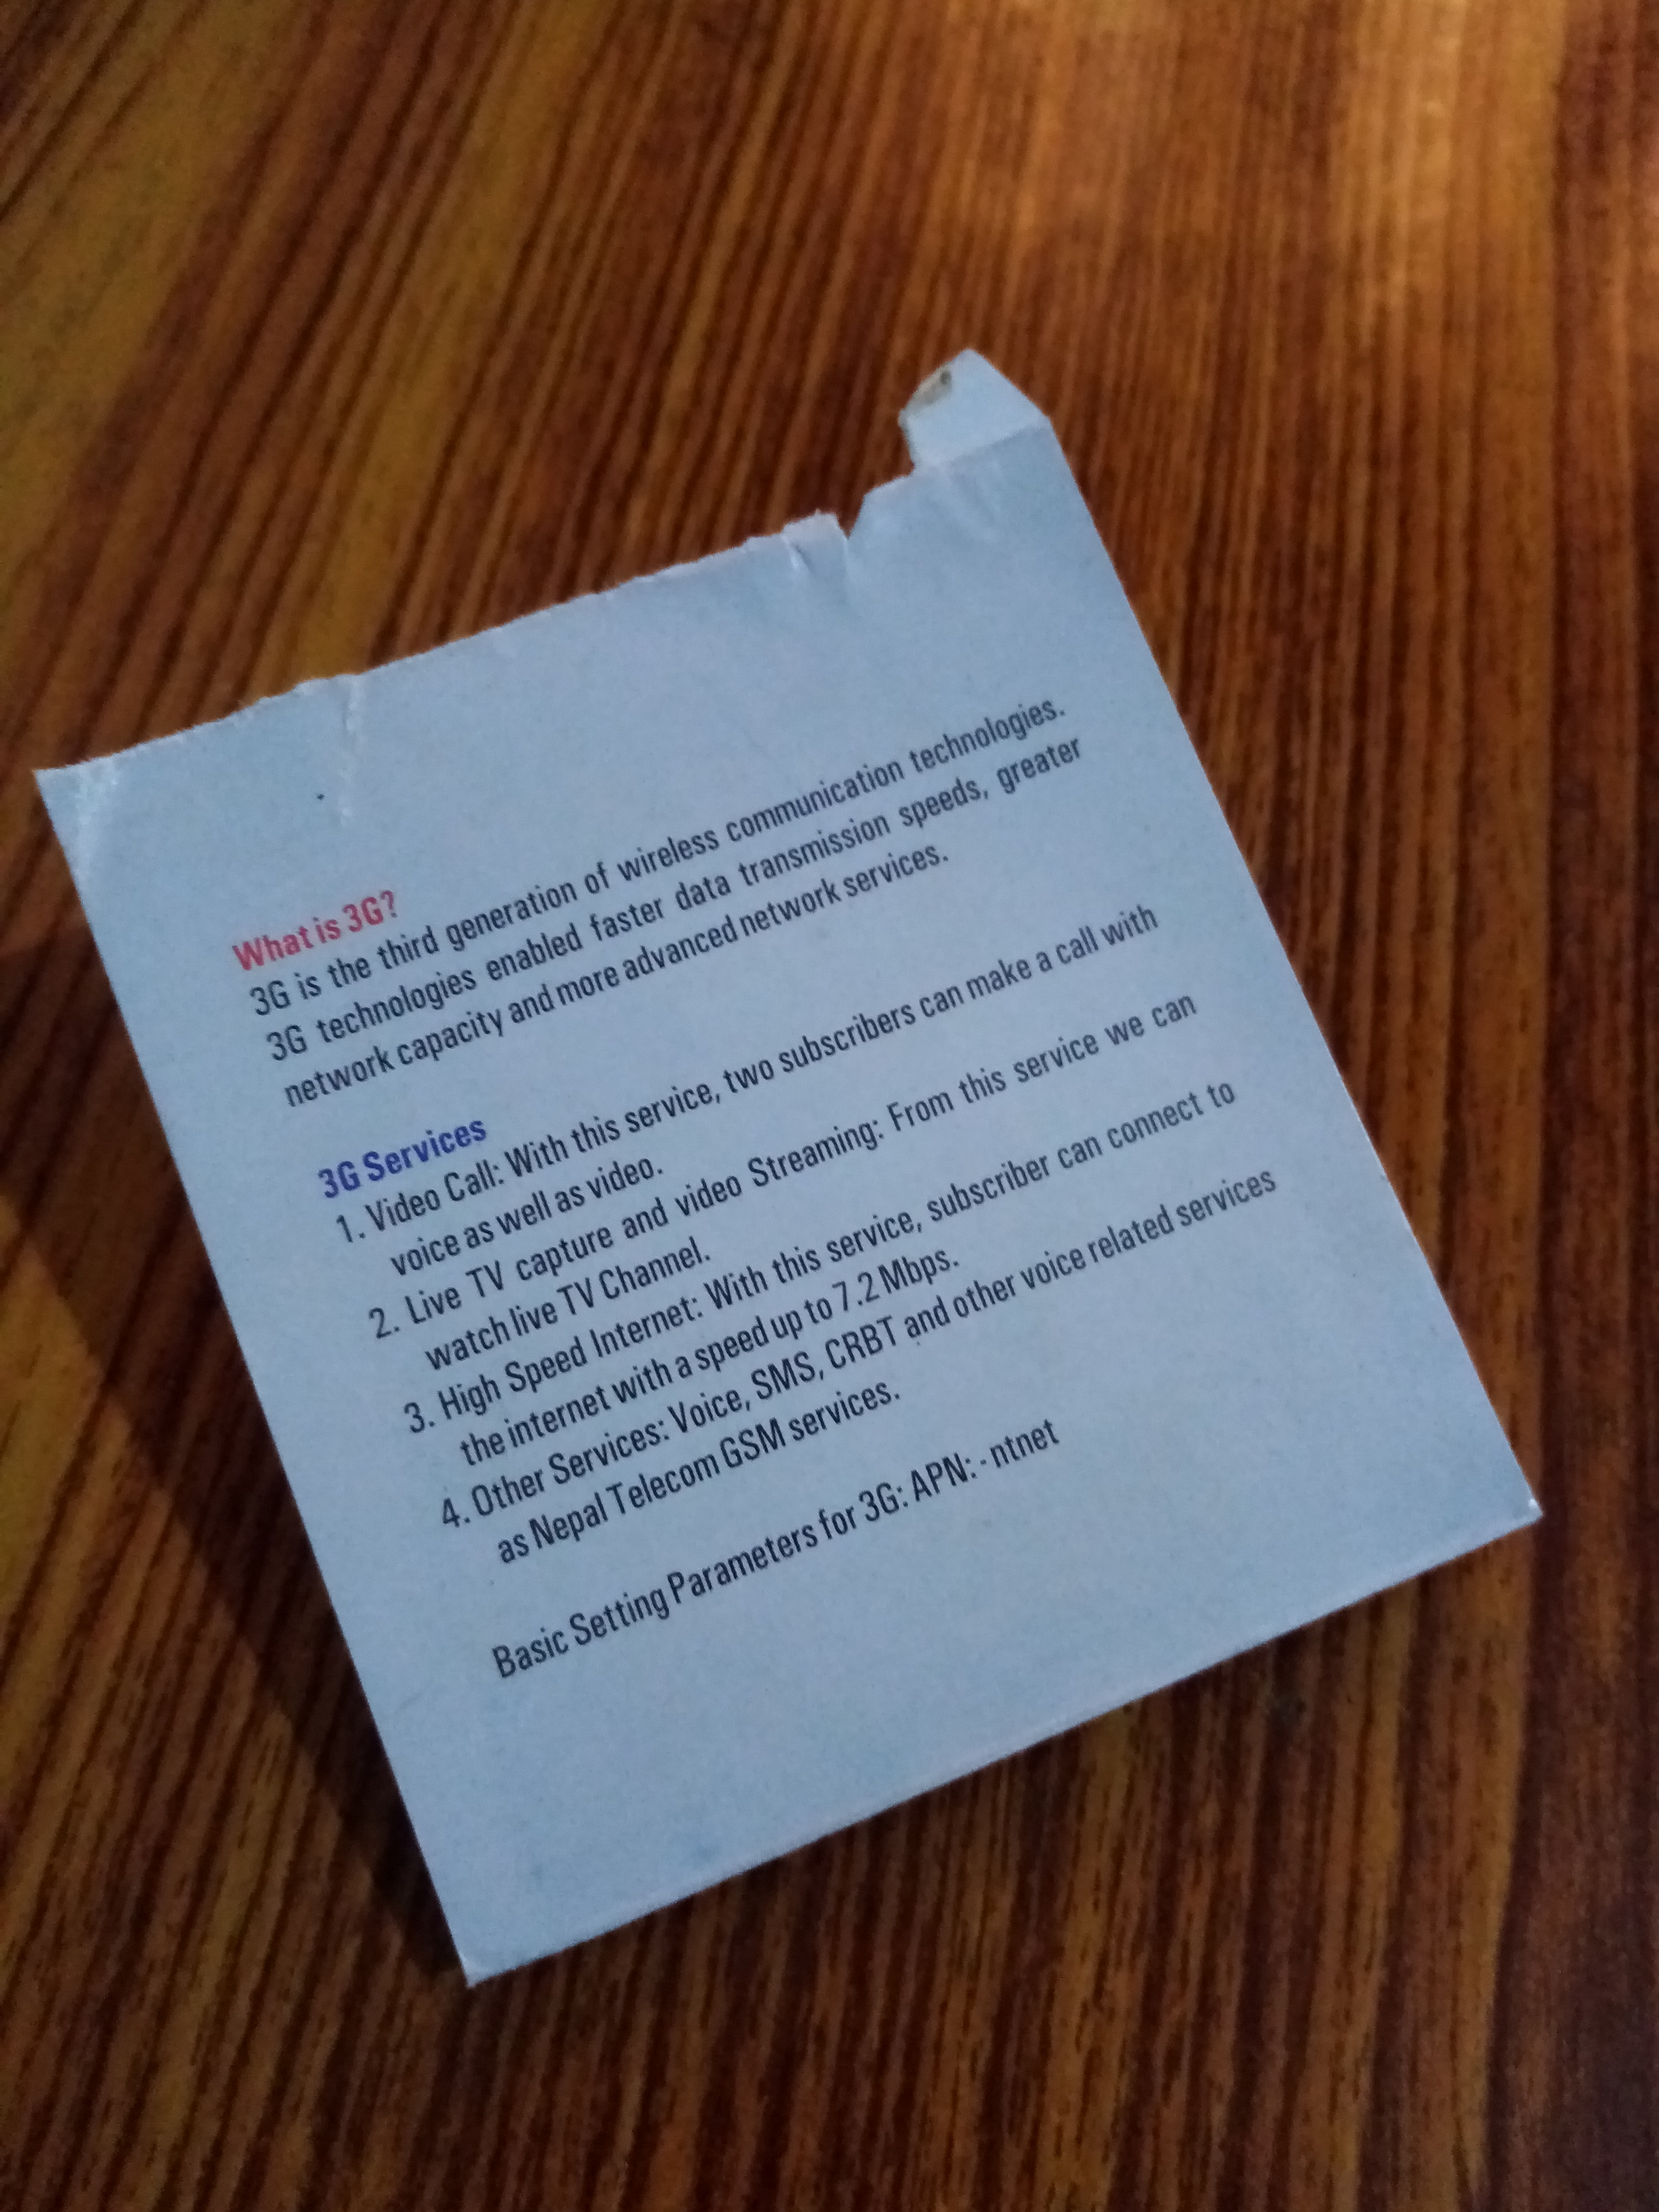 What is 3G?
3G is the third generation of wireless communication technologies.
3G technologies enabled faster data transmission speeds, greater
network capacity and more advanced network services.
3G Services
1. Video Call: With this service, two subscribers can make a call with
voice as well as video.
2. Live TV capture and video Streaming: From this service we can
watch live TV Channel.
3. High Speed Internet: With this service, subscriber can connect to
the internet with a speed up to 7.2 Mbps.
4. Other Services: Voice, SMS, CRBT and other voice related services
as Nepal Telecom GSM services.
Basic Setting Parameters for 3G: APN: - ntnet